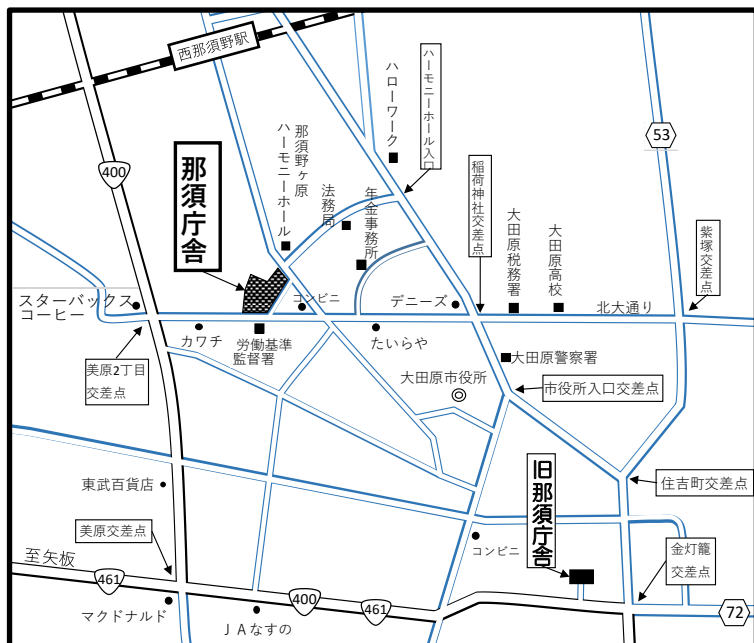 西那須野駅
400
那須庁舎
那須野ヶ原
ハーモニーホール
法務局
年金事務所
ハローワーク
ハーモニーホール入口
稲荷神社交差点
大田原税務署
大田原高校
53
紫塚交差点
北大通り
スターバックス
コーヒー
コンビニ
デニーズ
カワチ
労働基準
監督署
たいらや
美原2丁目
交差点
大田原市役所
大田原警察署
市役所入口交差点
東武百貨店
旧那須庁舎
住吉町交差点
美原交差点
コンビニ
金灯籠
交差点
至矢板
461
400
461
72
マクドナルド
ＪＡなすの